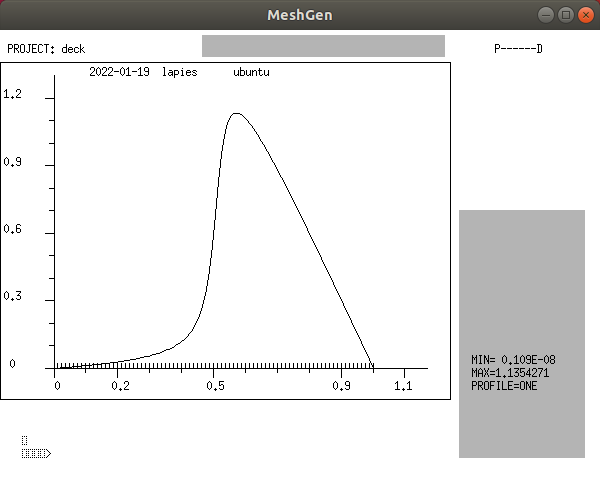 MeshGen
PROJECT: deck
P------D
2022-01-19 lapies ubuntu
1.2
0.9
0.6
0.3
0
0 0.2 0.5 0.9 1.1
MIN= 0.109E-08
MAX=1.1354271
PROFILE=ONE